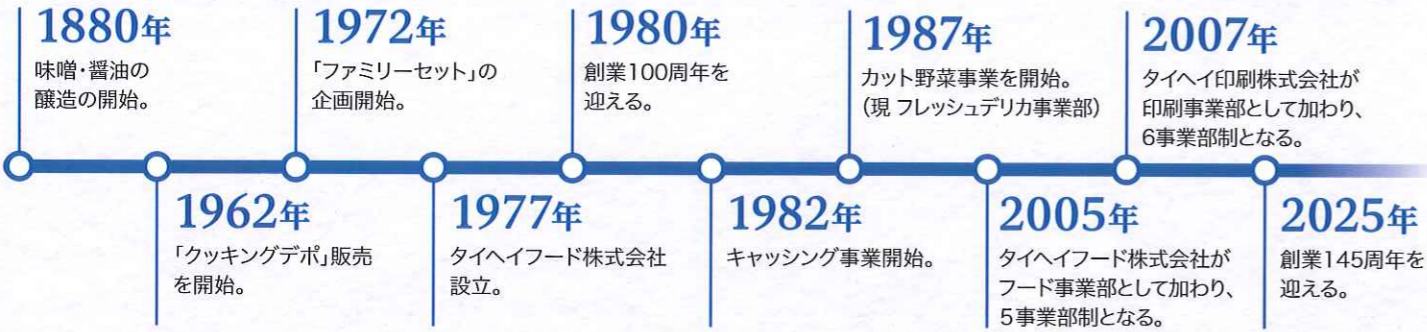 1880年
味噌・醤油の
醸造の開始。
1962年
「クッキングデポ」販売
を開始。
1972年
「ファミリーセット」の
企画開始。
1977年
タイヘイフード株式会社
設立。
1980年
創業100周年を
迎える。
1982年
キャッシング事業開始。
1987年
カット野菜事業を開始。
（現 フレッシュデリカ事業部）
2005年
タイヘイフード株式会社が
フード事業部として加わり、
5事業部制となる。
2007年
タイヘイ印刷株式会社が
印刷事業部として加わり、
6事業部制となる。
2025年
創業145周年を
迎える。